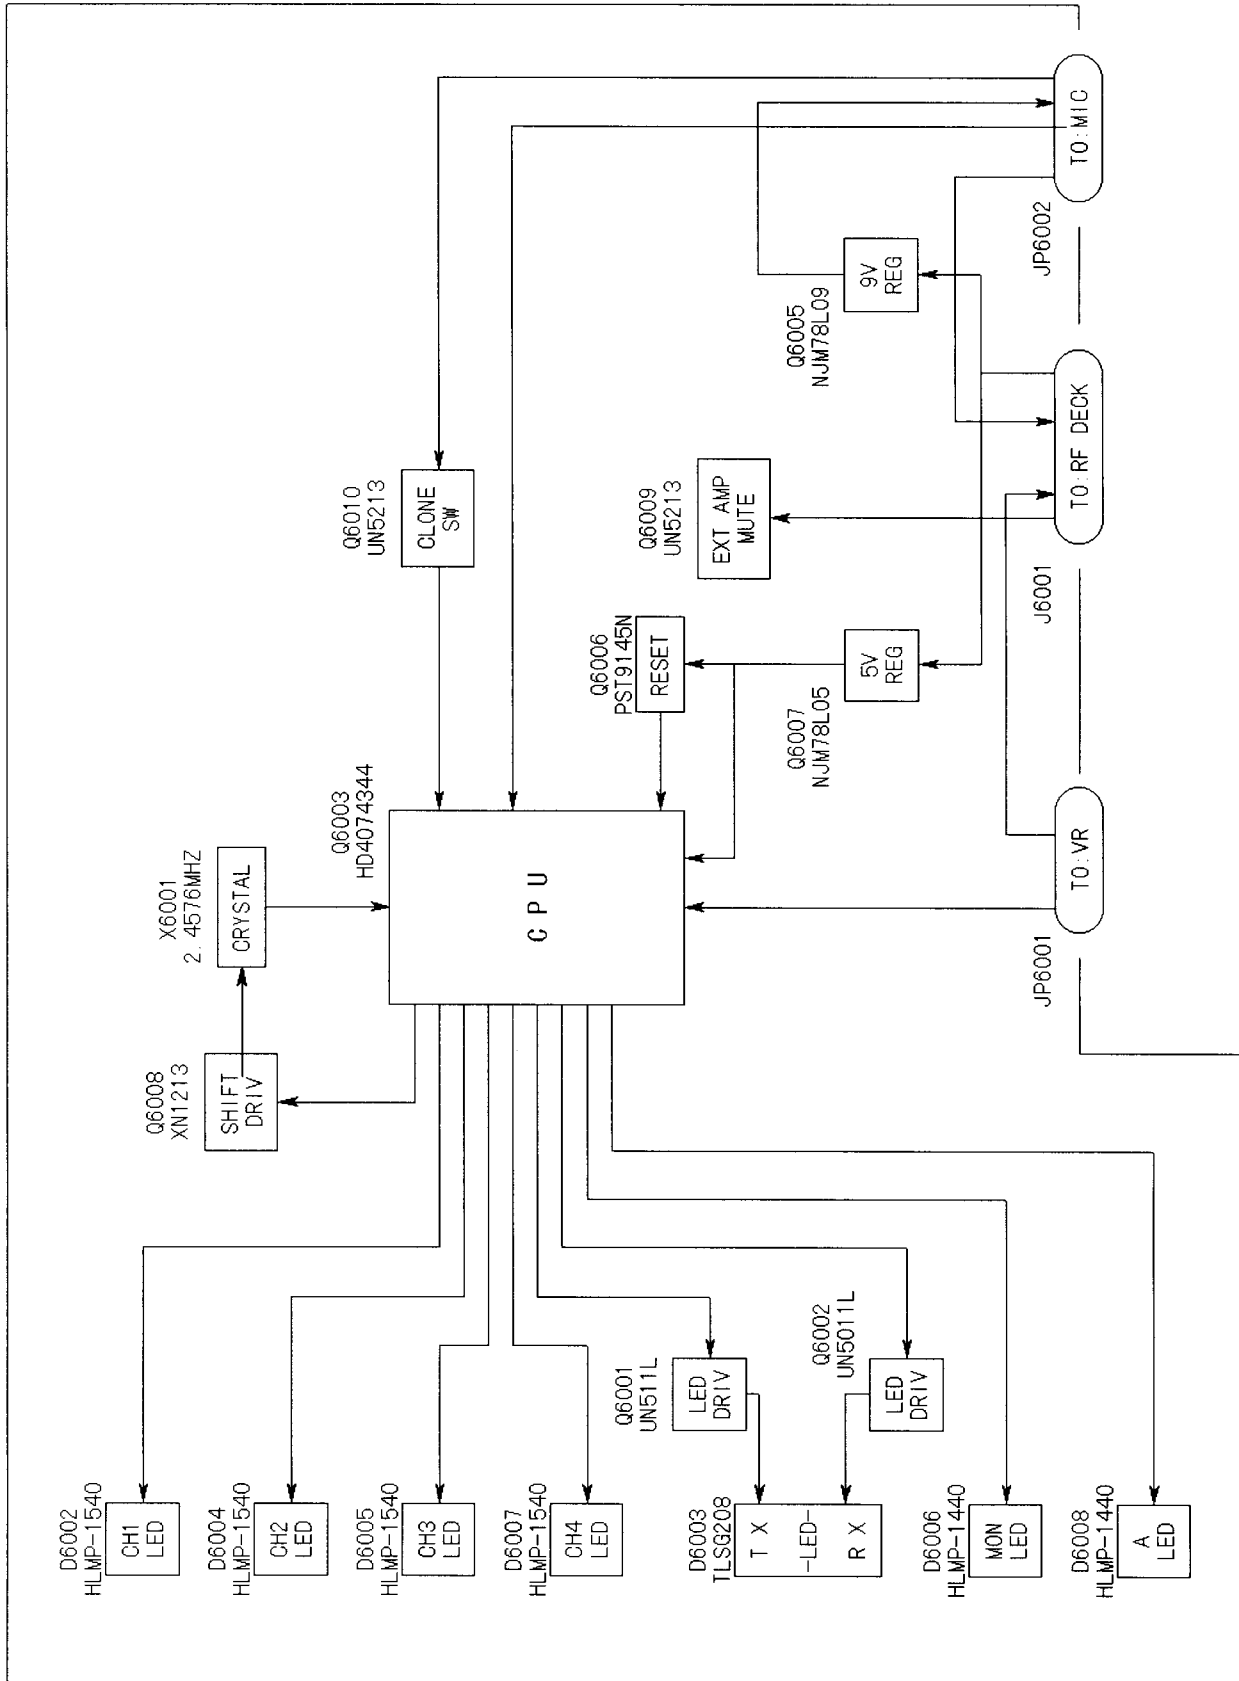 D6002
HLMP-1540
CH1
LED
D6004
HLMP-1540
CH2
LED
D6005
HLMP-1540
CH3
LED
D6007
HLMP-1540
CH4
LED
D6003
TLSG208
T X
-LED-
R X
D6006
HLMP-1440
MON
LED
D6008
HLMP-1440
A
LED
Q6001
UN511L
LED
DRIV
Q6002
UN5011L
LED
DRIV
Q6008
XN1213
SHIFT
DRIV
X6001
2.4576MHZ
CRYSTAL
Q6003
HD4074344
CPU
JP6001
TO:VR
Q6006
PST9145N
RESET
Q6007
NJM78L05
5V
REG
Q6010
UN5213
CLONE
SW
Q6009
UN5213
EXT AMP
MUTE
J6001
TO:RF DECK
Q6005
NJM78L09
9V
REG
JP6002
TO:MIC